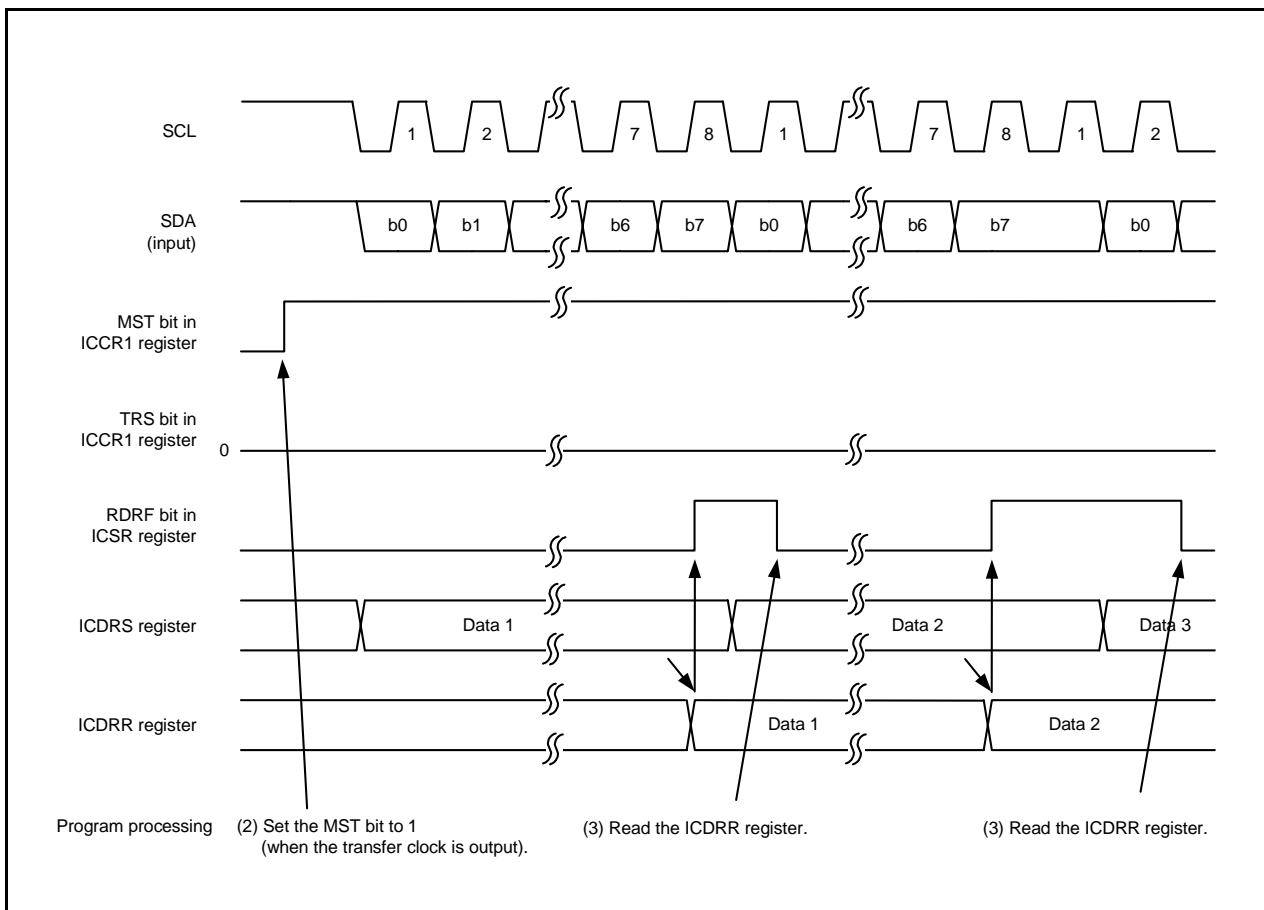 SCL
1 2 7 8 1 7 8 1 2
SDA
(input)
b0 b1 b6 b7 b0 b6 b7 b0
MST bit in
ICCR1 register
TRS bit in
ICCR1 register
0
RDRF bit in
ICSR register
ICDRS register
Data 1 Data 2 Data 3
ICDRR register
Data 1 Data 2
Program processing
(2) Set the MST bit to 1
(when the transfer clock is output).
(3) Read the ICDRR register.
(3) Read the ICDRR register.